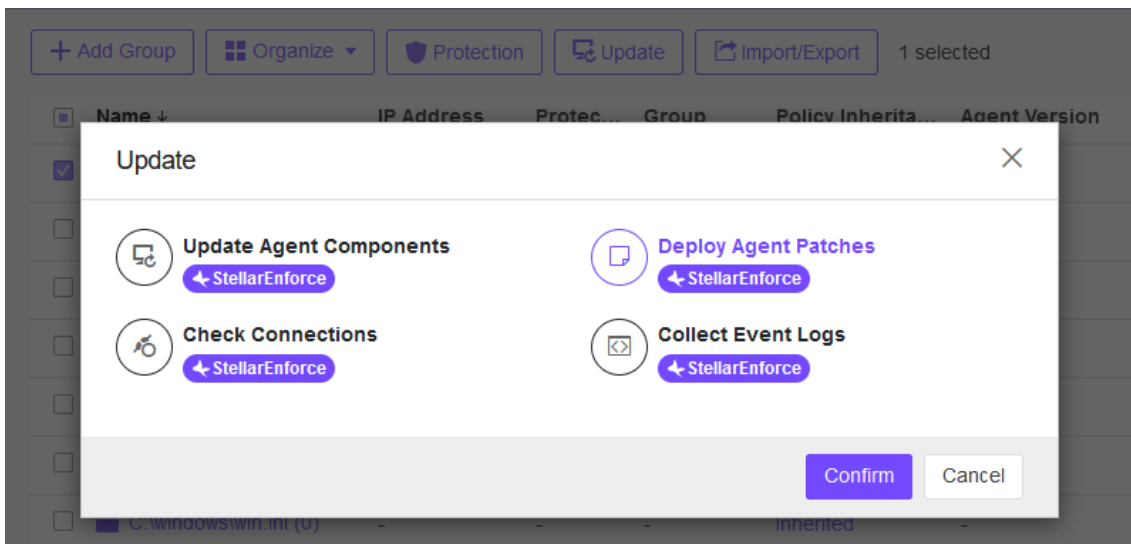 Add Group Organize Protection Update Import/Export 1 selected
Name ↓ IP Address Protec... Group Policy Inherita... Agent Version
Update
Update Agent Components
StellarEnforce
Deploy Agent Patches
StellarEnforce
Check Connections
StellarEnforce
Collect Event Logs
StellarEnforce
Confirm Cancel
C:\windows\win.ini (0) - - - Inherited -